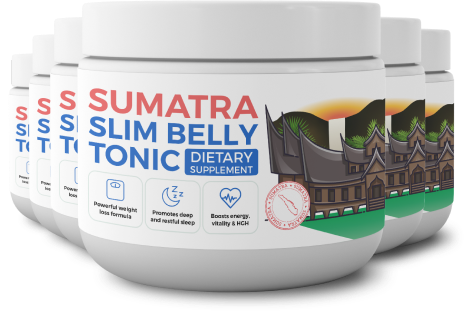 SUMATRA
SLIM BELLY
TONIC DIETARY
SUPPLEMENT
Powerful weight
loss formula
Promotes deep
and restful sleep
Boosts energy,
vitality & HGH
SUMATRA